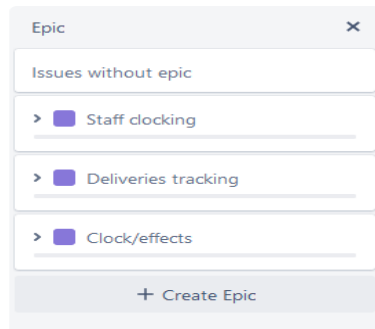 Epic
Issues without epic
Staff clocking
Deliveries tracking
Clock/effects
+ Create Epic